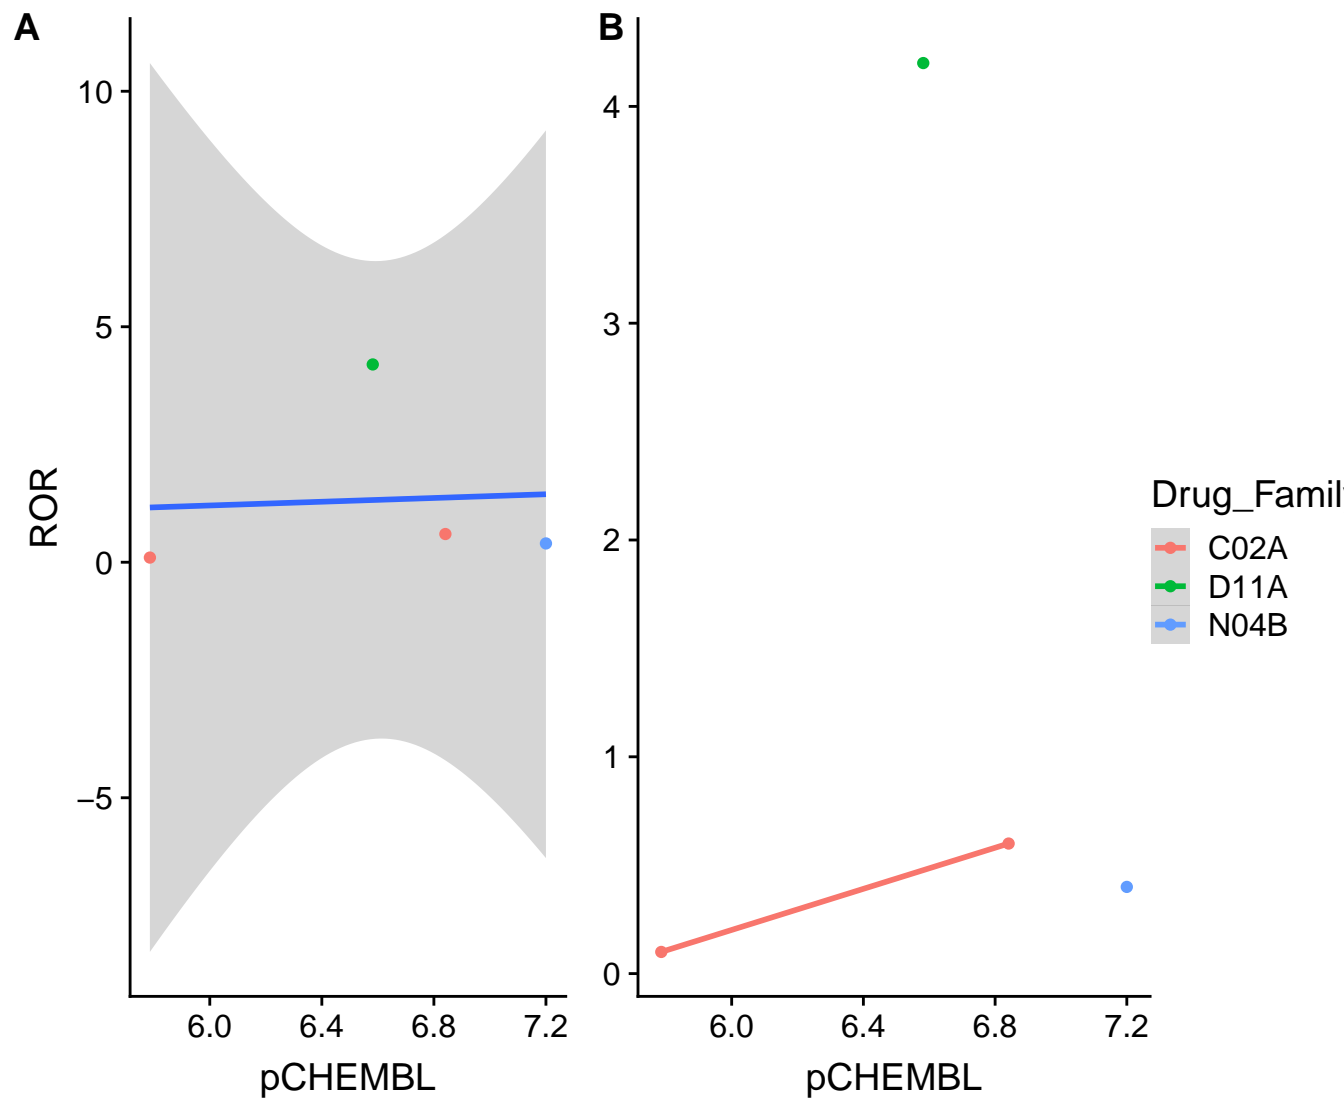 A
10
5
0
−5
ROR
6.0
6.4
6.8
7.2
pCHEMBL
B
4
3
2
1
0
6.0
6.4
6.8
7.2
pCHEMBL
Drug_Famil
C02A
D11A
N04B